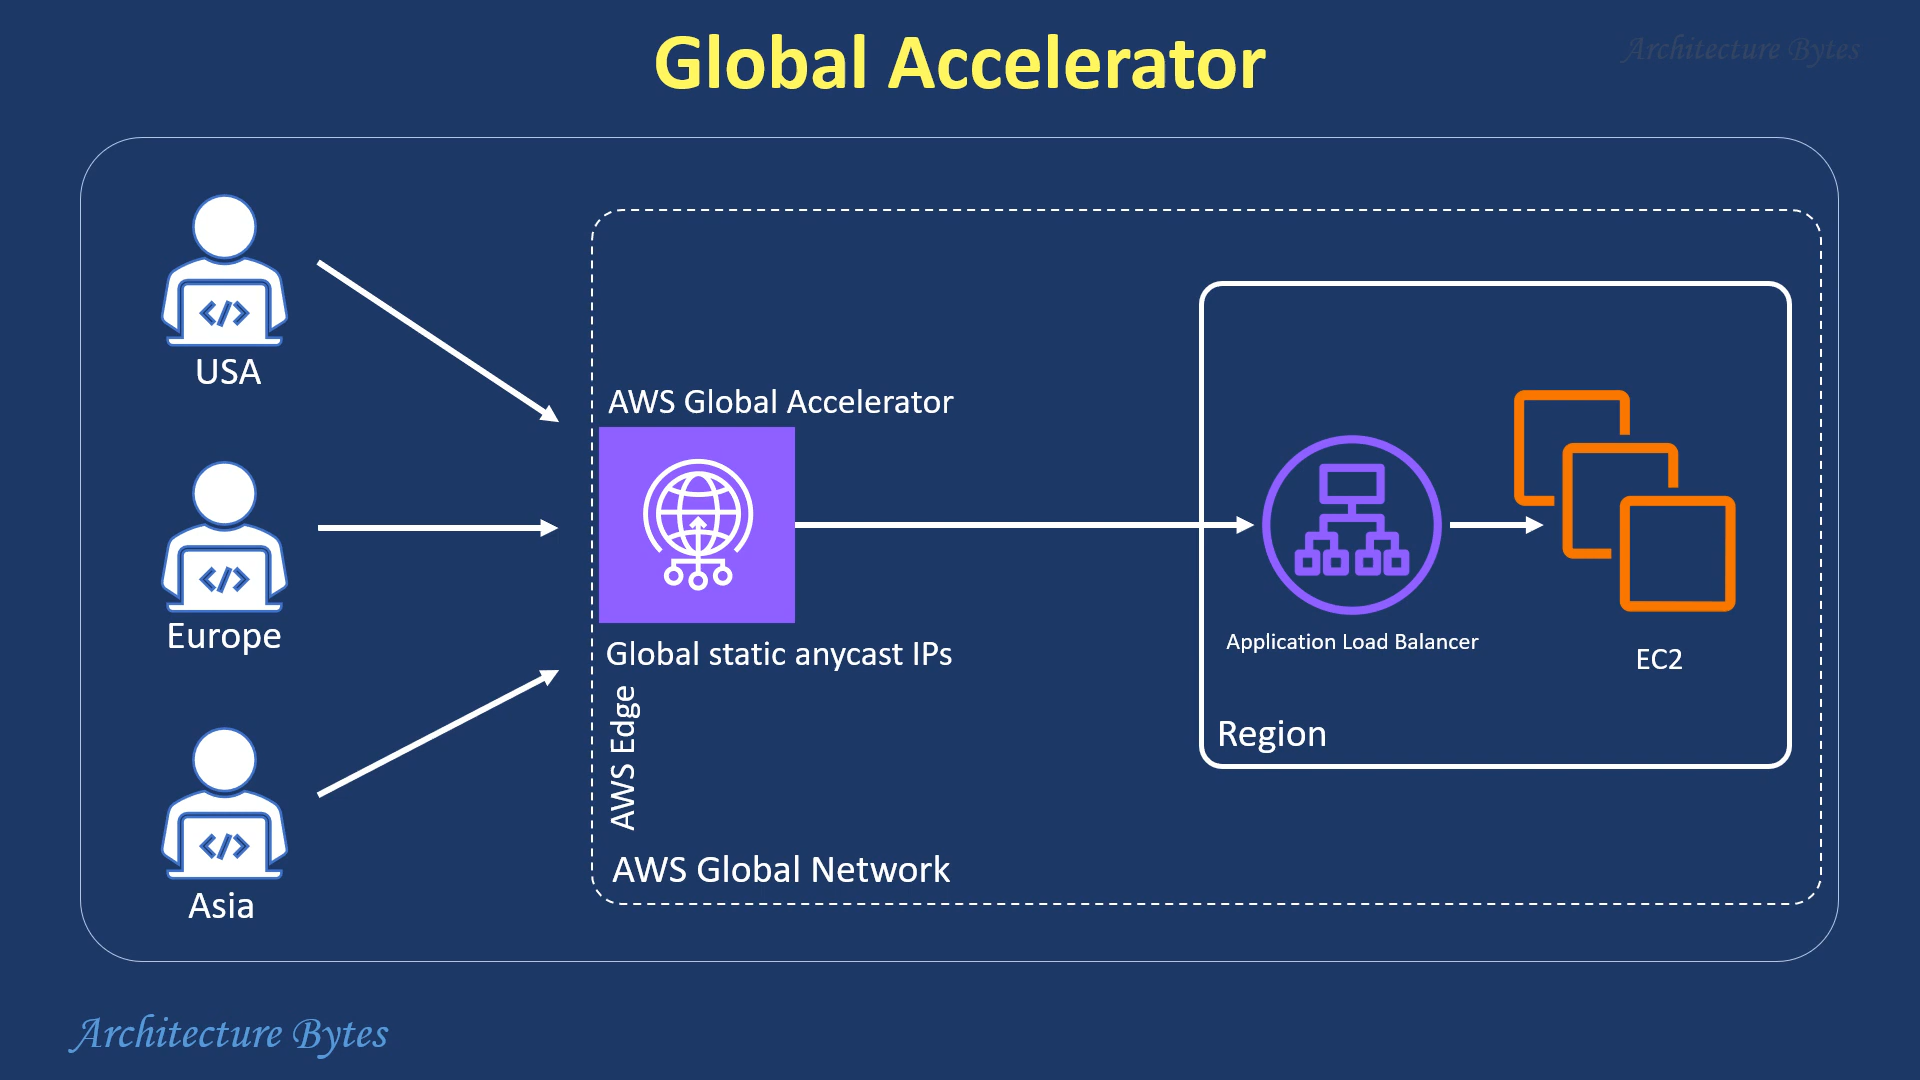 Global Accelerator
Architecture Bytes
USA
Europe
Asia
AWS Global Accelerator
Global static anycast IPs
AWS Edge
AWS Global Network
Application Load Balancer
EC2
Region
Architecture Bytes